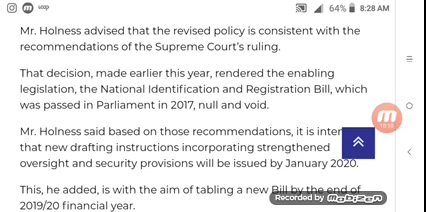 loop 64% 8:28 AM
Mr. Holness advised that the revised policy is consistent with the
recommendations of the Supreme Court's ruling.
That decision, made earlier this year, rendered the enabling
legislation, the National Identification and Registration Bill, which
was passed in Parliament in 2017, null and void.
Mr. Holness said based on those recommendations, it is
that new drafting instructions incorporating strengthened
oversight and security provisions will be issued by January 2020.
This, he added, is with the aim of tabling a new Bill by the end of
2019/20 financial year.
Recorded by mobizen